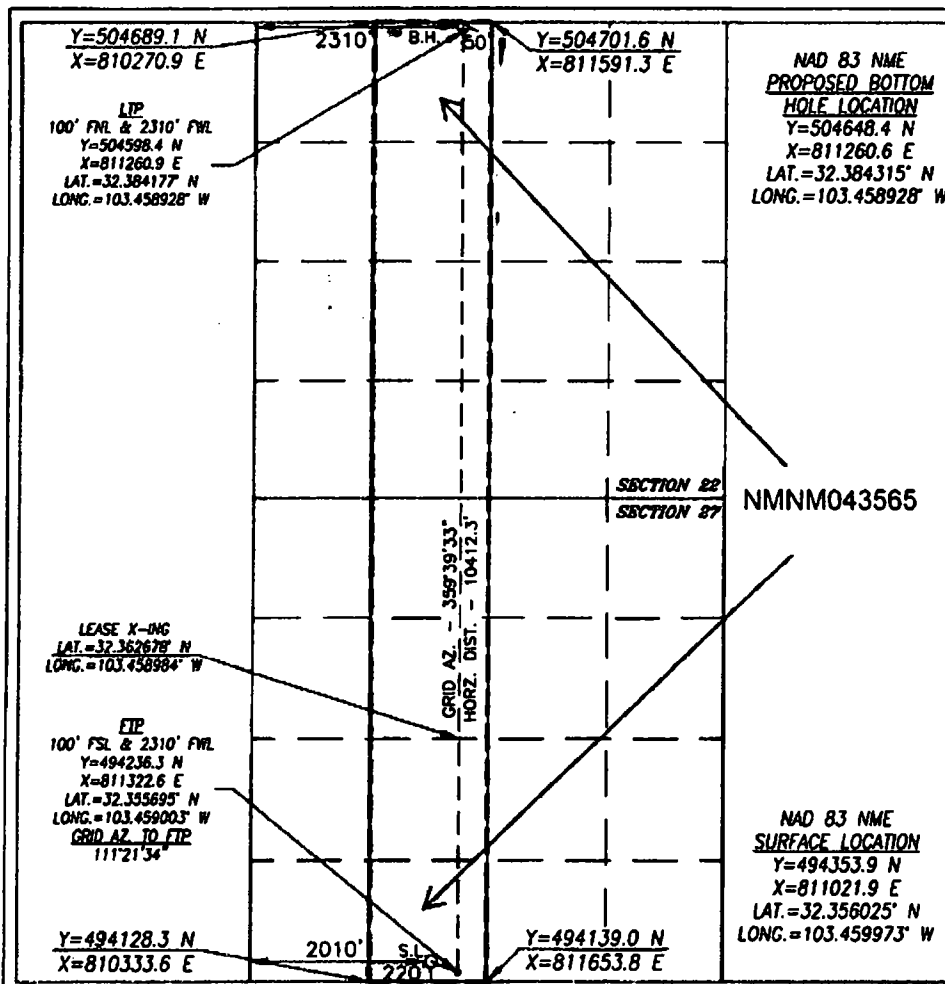 Y=504689.1 N
X=810270.9 E
2310'
B.H.
50'
Y=504701.6 N
X=811591.3 E
NAD 83 NME
PROPOSED BOTTOM
HOLE LOCATION
Y=504648.4 N
X=811260.6 E
LAT.=32.384315° N
LONG.=103.458928° W
LTP
100' FNL & 2310' FWL
Y=504598.4 N
X=811260.9 E
LAT.=32.384177° N
LONG.=103.458928° W
SECTION 22
SECTION 27
NMNM043565
GRID AZ. - 359°39'33"
HORZ. DIST. - 10412.3'
LEASE X-ING
LAT.=32.362678° N
LONG.=103.458984° W
FTP
100' FSL & 2310' FWL
Y=494236.3 N
X=811322.6 E
LAT.=32.355695° N
LONG.=103.459003° W
GRID AZ. TO FTP
111°21'34"
NAD 83 NME
SURFACE LOCATION
Y=494353.9 N
X=811021.9 E
LAT.=32.356025° N
LONG.=103.459973° W
Y=494128.3 N
X=810333.6 E
2010'
S.L.
220'
Y=494139.0 N
X=811653.8 E